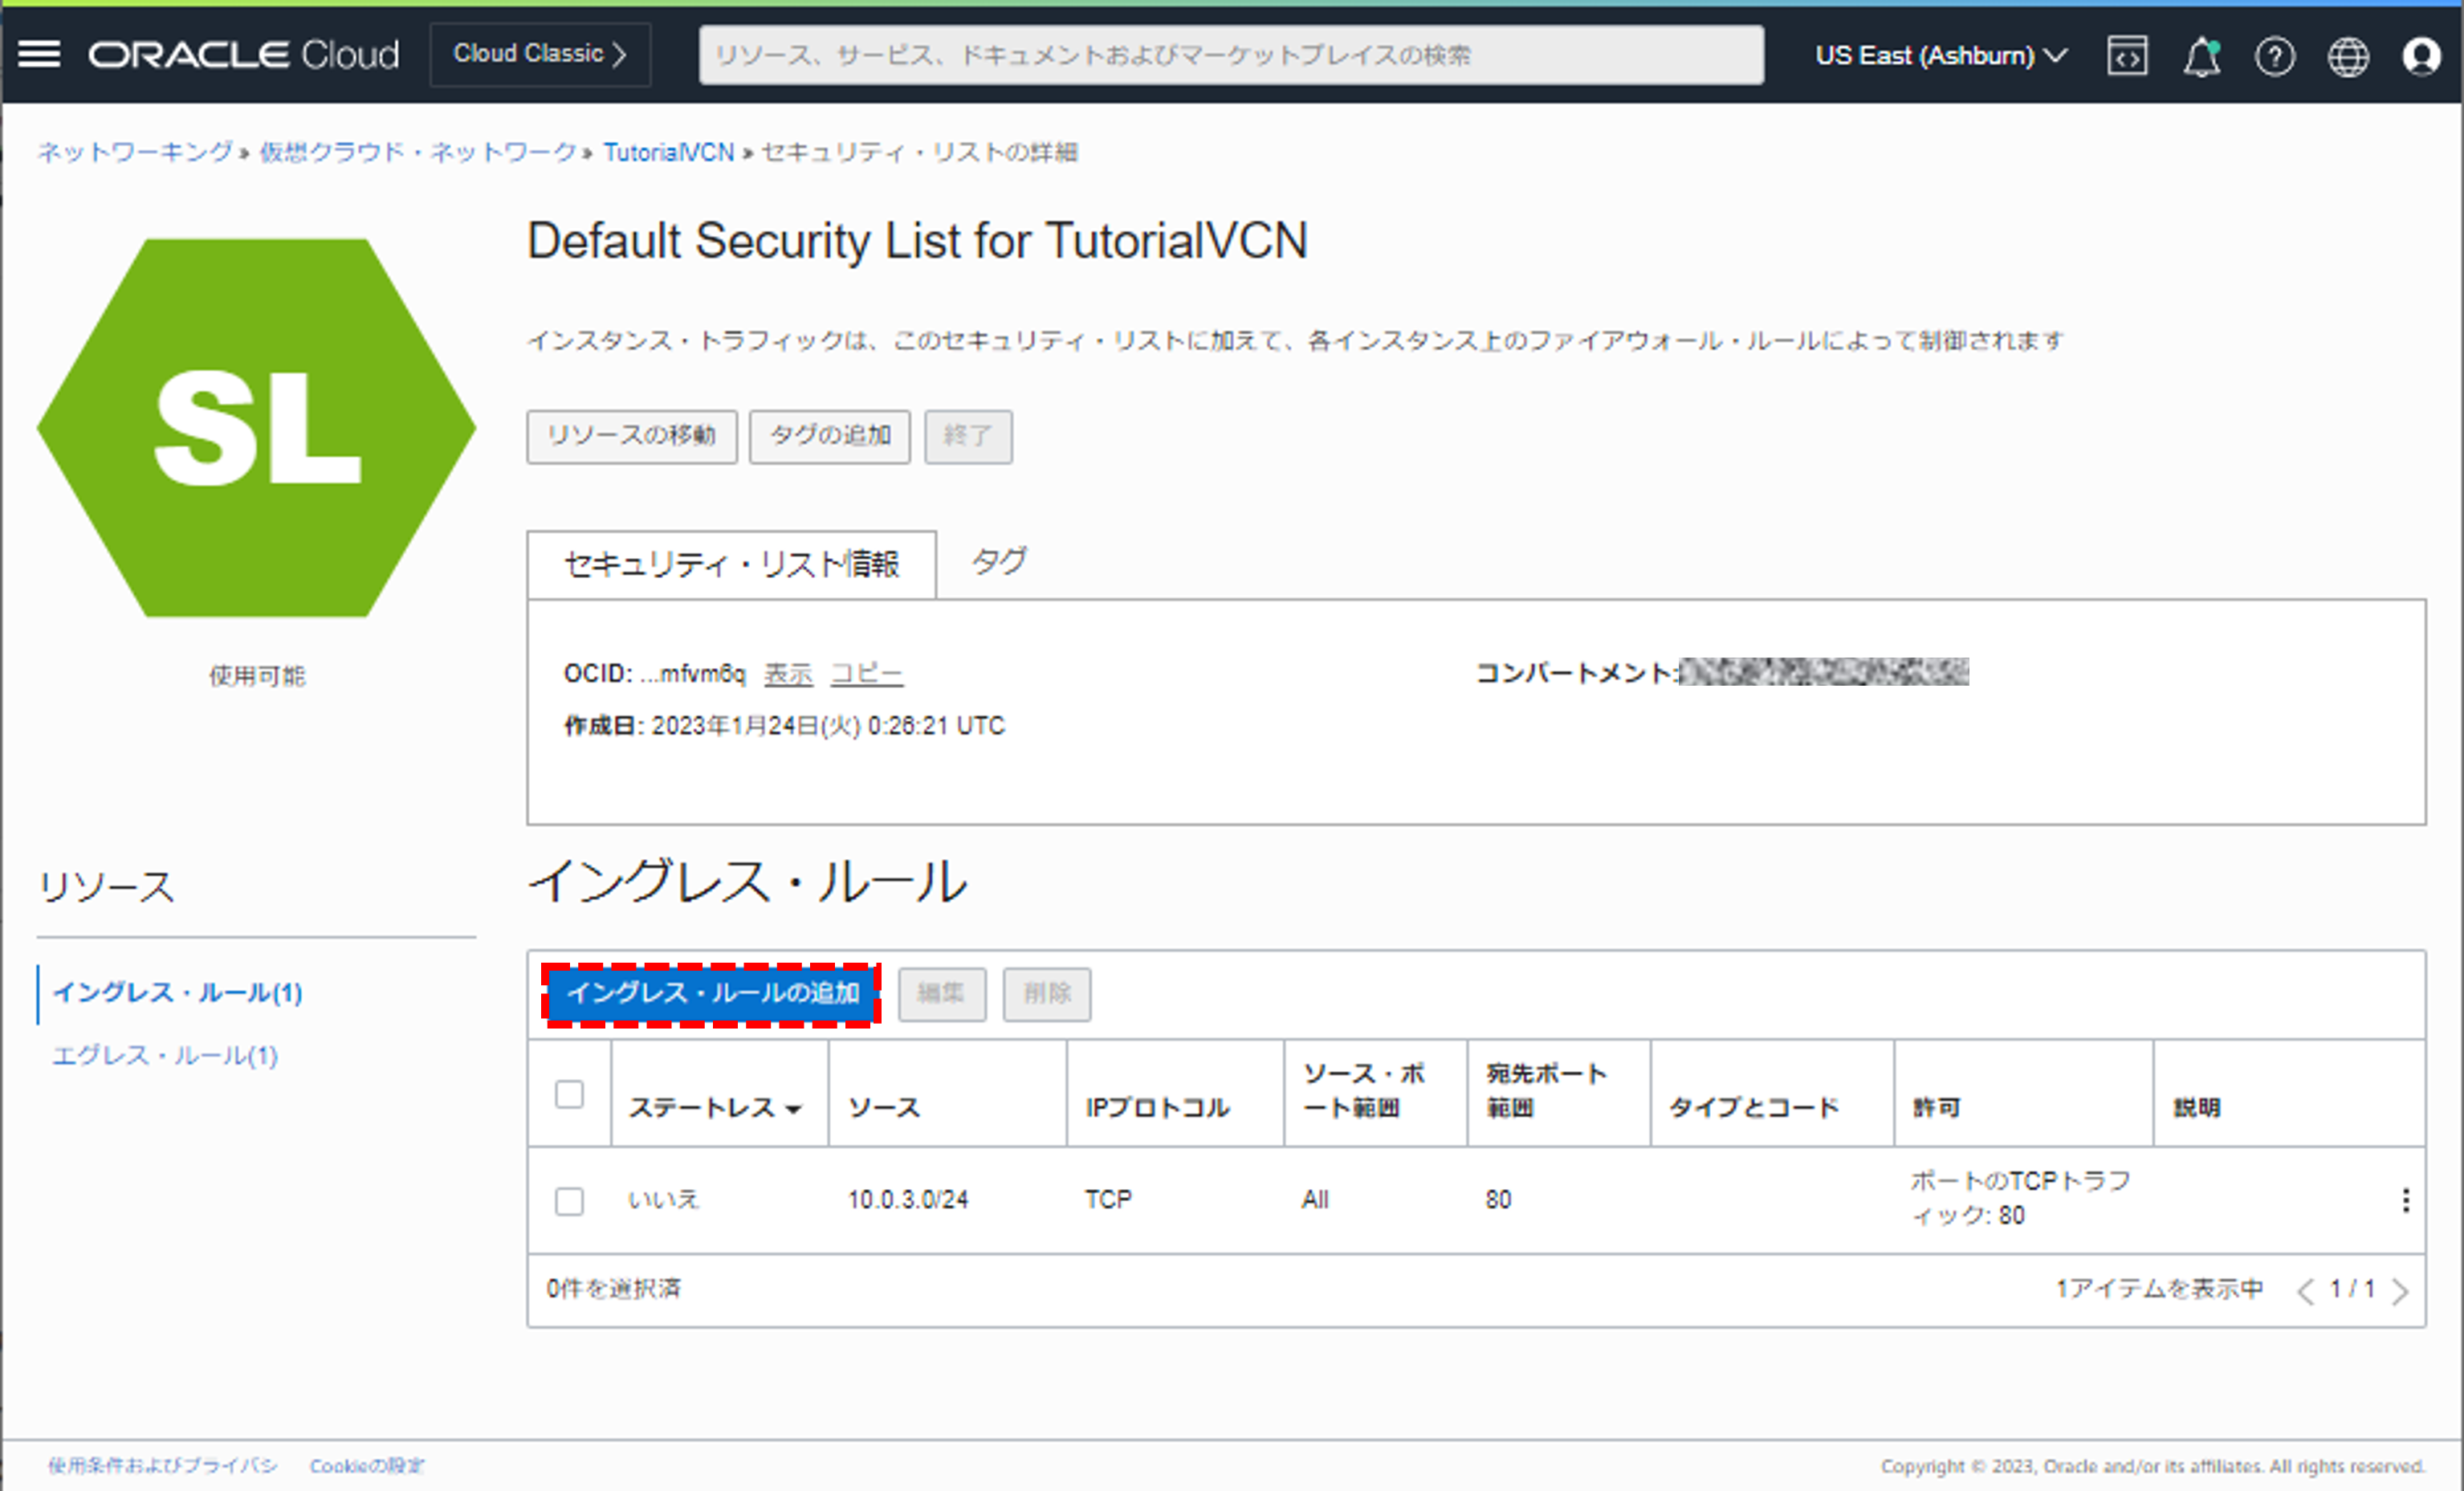 ORACLE Cloud
Cloud Classic
リソース、サービス、ドキュメントおよびマーケットプレイスの検索
US East (Ashburn)
ネットワーキング » 仮想クラウド・ネットワーク » TutorialVCN » セキュリティ・リストの詳細
SL
使用可能
Default Security List for TutorialVCN
インスタンス・トラフィックは、このセキュリティ・リストに加えて、各インスタンス上のファイアウォール・ルールによって制御されます
リソースの移動
タグの追加
終了
セキュリティ・リスト情報
タグ
OCID: ...mfvm6q 表示 コピー
コンパートメント:
作成日: 2023年1月24日(火) 0:26:21 UTC
リソース
イングレス・ルール(1)
エグレス・ルール(1)
イングレス・ルール
イングレス・ルールの追加
編集
削除
ステートレス
ソース
IPプロトコル
ソース・ポ
ート範囲
宛先ポート
範囲
タイプとコード
許可
説明
いいえ
10.0.3.0/24
TCP
All
80
ポートのTCPトラフ
ィック: 80
0件を選択済
1アイテムを表示中
1 / 1
使用条件およびプライバシ
Cookieの設定
Copyright © 2023, Oracle and/or its affiliates. All rights reserved.